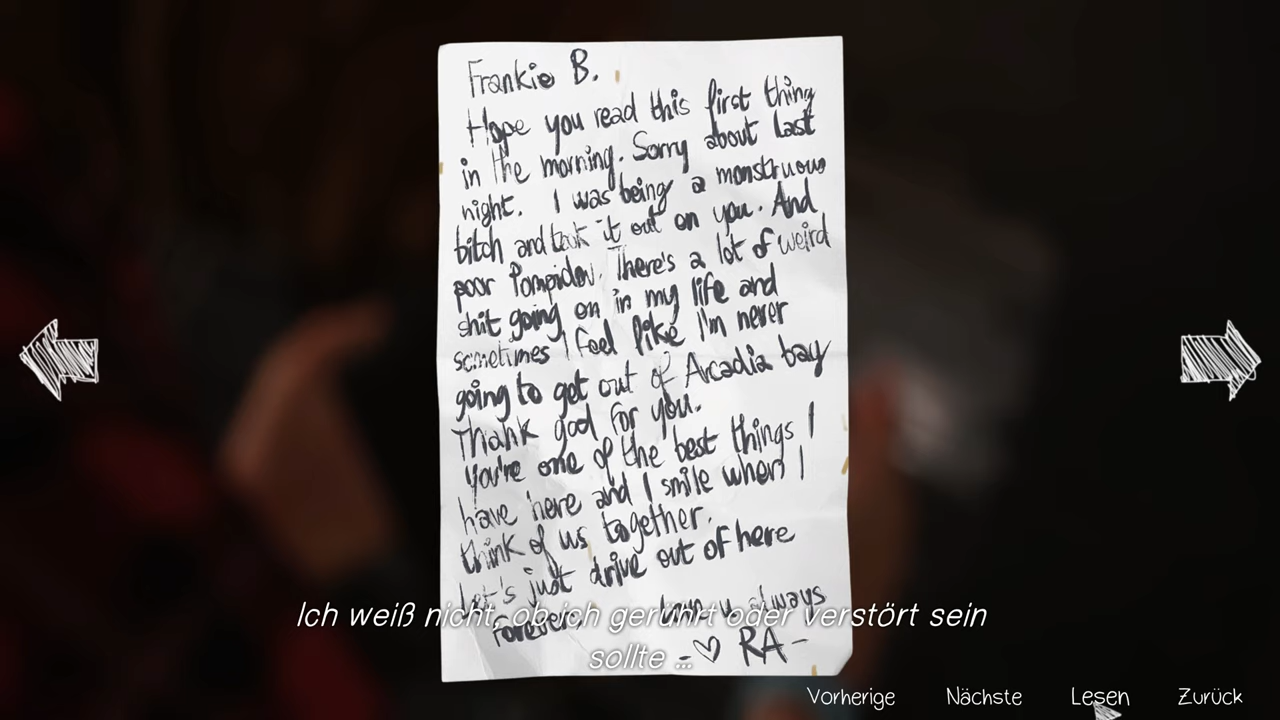 Frankie B.
Hope you read this first thing
in the morning. Sorry about last
night. I was being a monstruous
bitch and took it out on you. And
poor Pompidou. There's a lot of weird
shit going on in my life and
sometimes I feel like I'm never
going to get out of Arcadia bay
Thank god for you.
You're one of the best things I
have here and I smile when I
think of us together.
Let's just drive out of here
forever. luv u always
- ♡ RA -
Ich weiß nicht, ob ich gerührt oder verstört sein
sollte ...
Vorherige Nächste Lesen Zurück